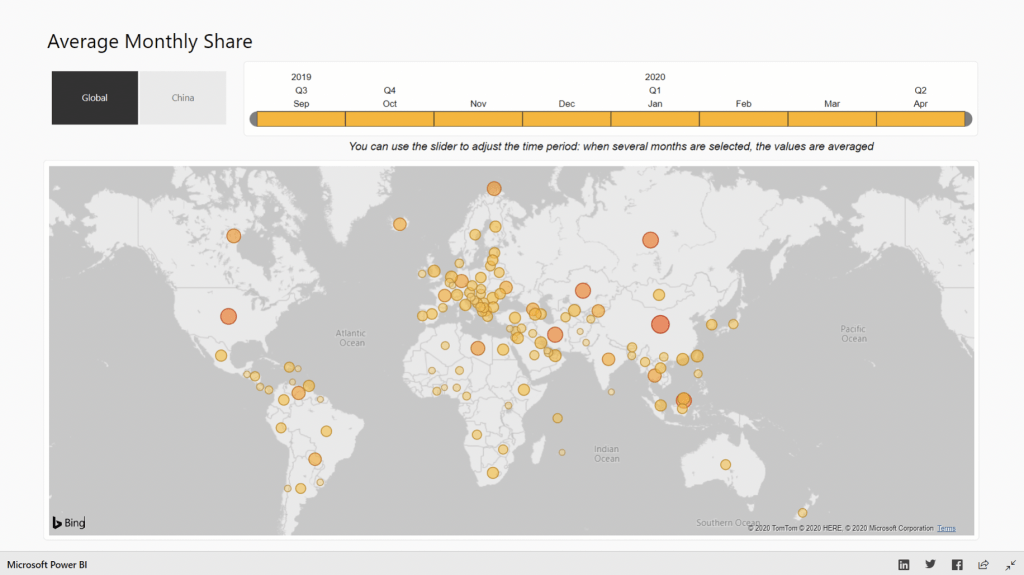 Average Monthly Share
2019
2020
Q3
Q4
Q1
Q2
Sep
Oct
Nov
Dec
Jan
Feb
Mar
Apr
Global
China
You can use the slider to adjust the time period: when several months are selected, the values are averaged
Atlantic
Ocean
Pacific
Ocean
Indian
Ocean
Southern Ocean
Bing
© 2020 TomTom © 2020 HERE, © 2020 Microsoft Corporation Terms
Microsoft Power BI